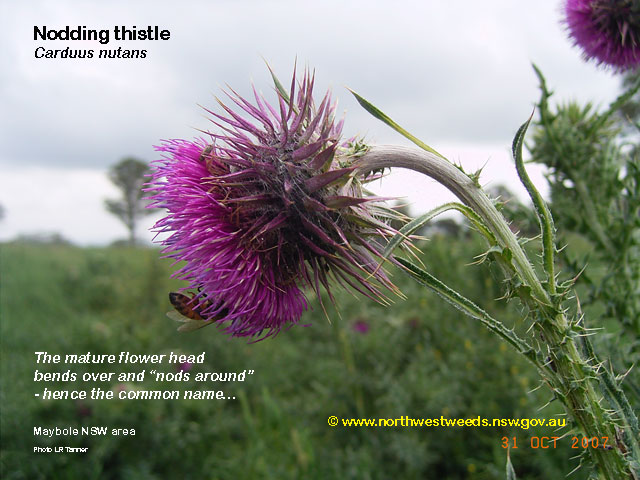 Nodding thistle
Carduus nutans
The mature flower head
bends over and “nods around”
- hence the common name...
Maybole NSW area
Photo LR Tanner
© www.northwestweeds.nsw.gov.au
31 OCT 2007